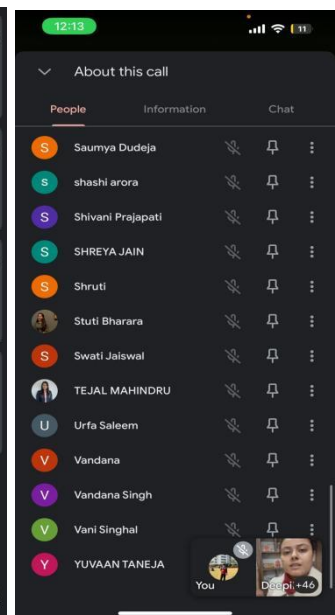 12:13
11
About this call
People Information Chat
S Saumya Dudeja
s shashi arora
S Shivani Prajapati
S SHREYA JAIN
S Shruti
Stuti Bharara
S Swati Jaiswal
TEJAL MAHINDRU
U Urfa Saleem
V Vandana
V Vandana Singh
V Vani Singhal
Y YUVAAN TANEJA
You Deepi. +46